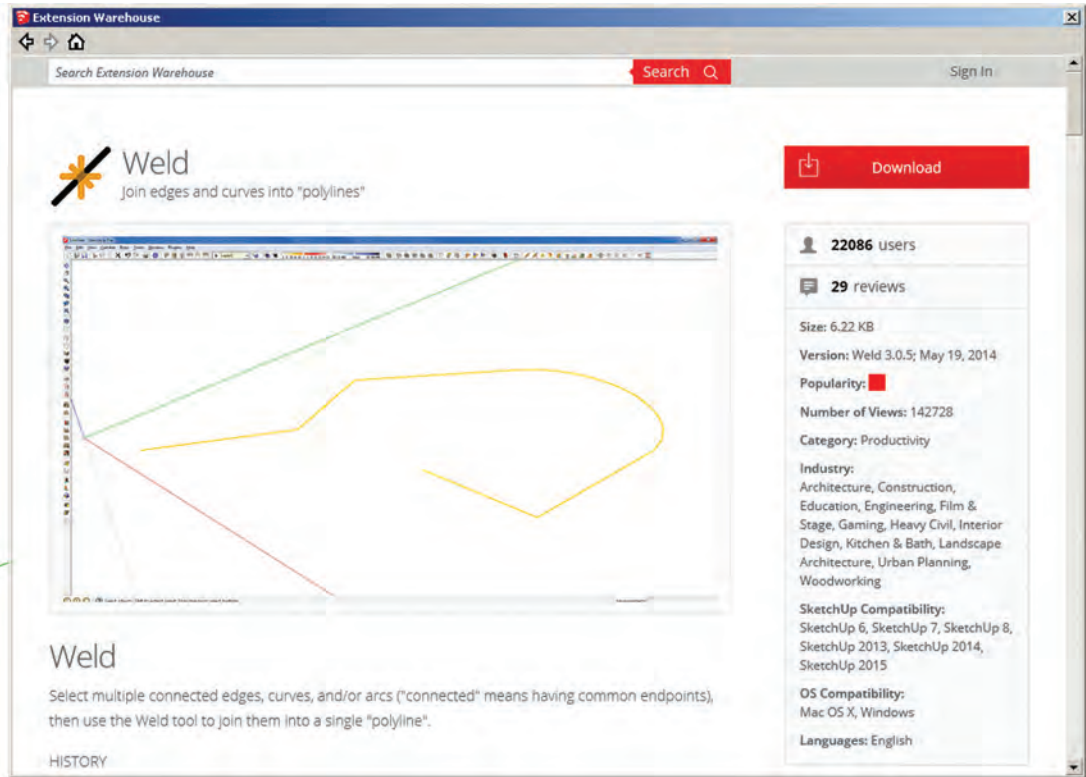 Extension Warehouse
Search Extension Warehouse
Search
Sign In
Weld
Join edges and curves into "polylines"
Download
22086 users
29 reviews
Size: 6.22 KB
Version: Weld 3.0.5; May 19, 2014
Popularity:
Number of Views: 142728
Category: Productivity
Industry:
Architecture, Construction,
Education, Engineering, Film &
Stage, Gaming, Heavy Civil, Interior
Design, Kitchen & Bath, Landscape
Architecture, Urban Planning,
Woodworking
SketchUp Compatibility:
SketchUp 6, SketchUp 7, SketchUp 8,
SketchUp 2013, SketchUp 2014,
SketchUp 2015
OS Compatibility:
Mac OS X, Windows
Languages: English
Weld
Select multiple connected edges, curves, and/or arcs ("connected" means having common endpoints),
then use the Weld tool to join them into a single "polyline".
HISTORY